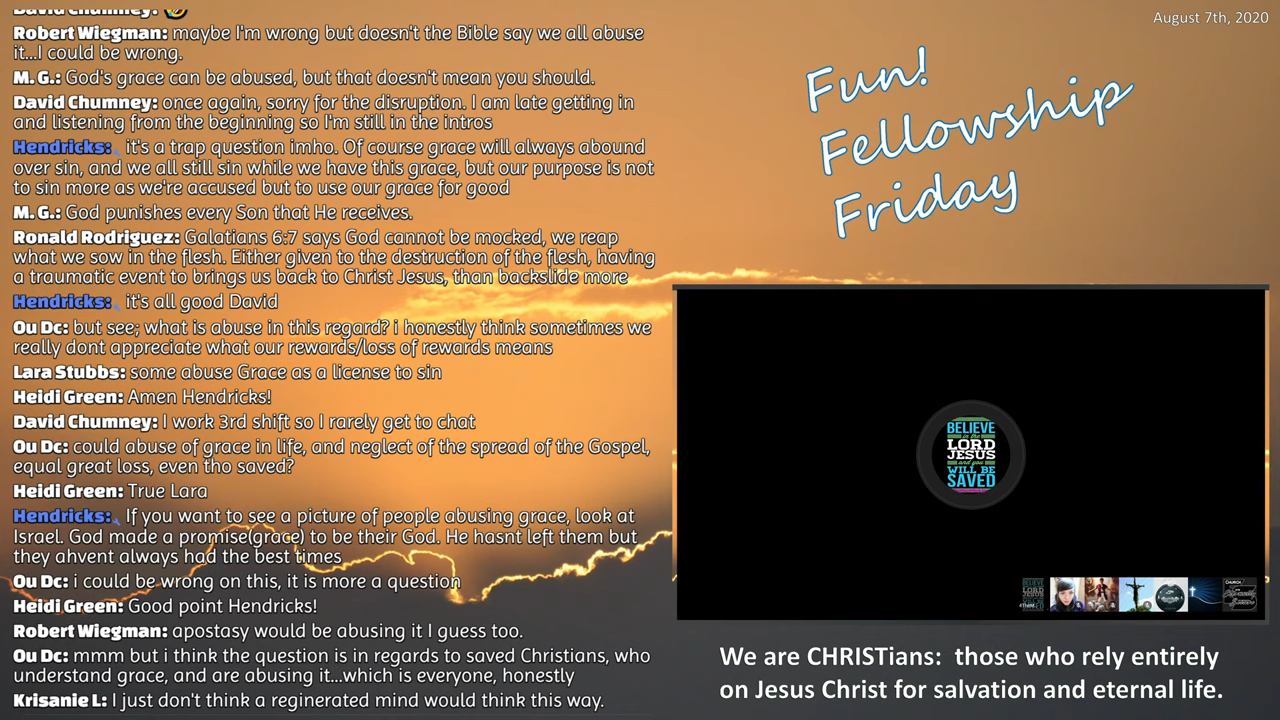 David Chumney:
Robert Wiegman: maybe I'm wrong but doesn't the Bible say we all abuse
it...I could be wrong.
M. G.: God's grace can be abused, but that doesn't mean you should.
David Chumney: once again, sorry for the disruption. I am late getting in
and listening from the beginning so I'm still in the intros
Hendricks: it's a trap question imho. Of course grace will always abound
over sin, and we all still sin while we have this grace, but our purpose is not
to sin more as we're accused but to use our grace for good
M. G.: God punishes every Son that He receives.
Ronald Rodriguez: Galatians 6:7 says God cannot be mocked, we reap
what we sow in the flesh. Either given to the destruction of the flesh, having
a traumatic event to brings us back to Christ Jesus, than backslide more
Hendricks: it's all good David
Ou Dc: but see; what is abuse in this regard? i honestly think sometimes we
really dont appreciate what our rewards/loss of rewards means
Lara Stubbs: some abuse Grace as a license to sin
Heidi Green: Amen Hendricks!
David Chumney: I work 3rd shift so I rarely get to chat
Ou Dc: could abuse of grace in life, and neglect of the spread of the Gospel,
equal great loss, even tho saved?
Heidi Green: True Lara
Hendricks: If you want to see a picture of people abusing grace, look at
Israel. God made a promise(grace) to be their God. He hasnt left them but
they ahvent always had the best times
Ou Dc: i could be wrong on this, it is more a question
Heidi Green: Good point Hendricks!
Robert Wiegman: apostasy would be abusing it I guess too.
Ou Dc: mmm but i think the question is in regards to saved Christians, who
understand grace, and are abusing it...which is everyone, honestly
Krisanie L: I just don't think a reginerated mind would think this way.
August 7th, 2020
Fun!
Fellowship
Friday
BELIEVE
in the
LORD
JESUS
and you
WILL BE
SAVED
We are CHRISTians:  those who rely entirely
on Jesus Christ for salvation and eternal life.